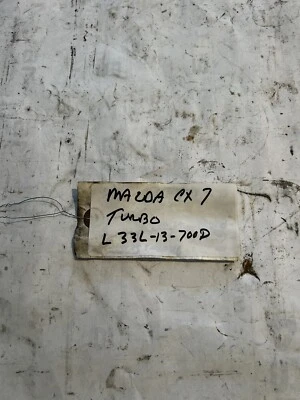 MAZDA CX 7
TURBO
L33L-13-700D